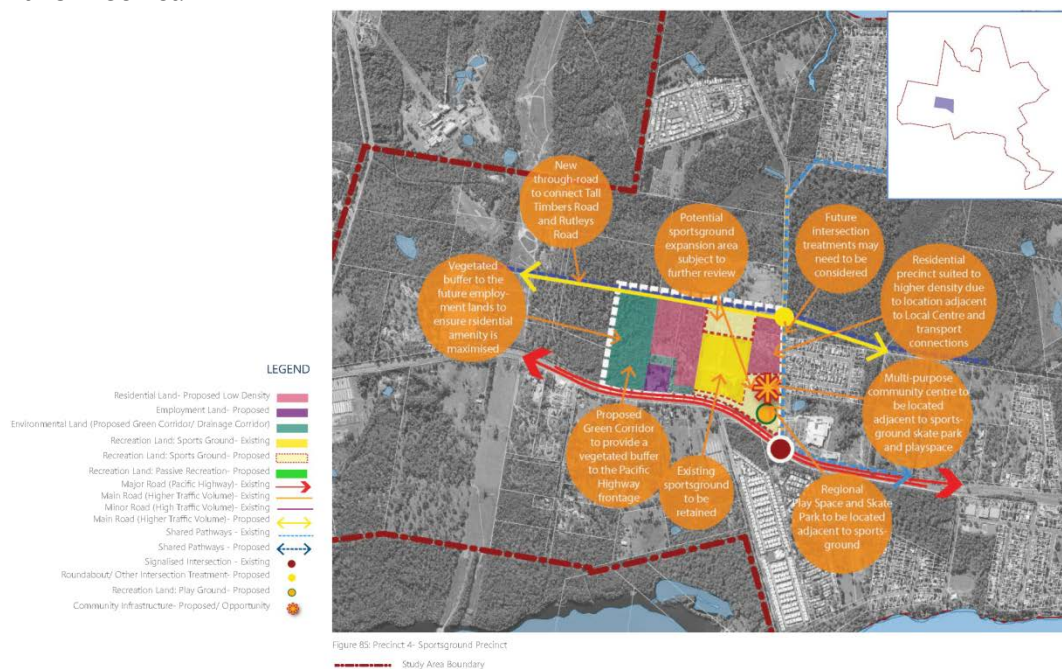 New
through-road
to connect Tall
Timbers Road
and Rutleys
Road
Potential
sportsground
expansion area
subject to
further review
Future
intersection
treatments may
need to be
considered
Vegetated
buffer to the
future employ-
ment lands to
ensure rsidential
amenity is
maximised
Residential
precinct suited to
higher density due
to location adjacent
to Local Centre and
transport
connections
Multi-purpose
community centre to
be located
adjacent to sports-
ground skate park
and playspace
Proposed
Green Corridor
to provide a
vegetated buffer
to the Pacific
Highway
frontage
Existing
sportsground to
be retained
Regional
Play Space and Skate
Park to be located
adjacent to sports-
ground
LEGEND
Residential Land- Proposed Low Density
Employment Land- Proposed
Environmental Land (Proposed Green Corridor/ Drainage Corridor)
Recreation Land: Sports Ground- Existing
Recreation Land: Sports Ground- Proposed
Recreation Land: Passive Recreation- Proposed
Major Road (Pacific Highway)- Existing
Main Road (Higher Traffic Volume)- Existing
Minor Road (High Traffic Volume)- Existing
Main Road (Higher Traffic Volume)- Proposed
Shared Pathways - Existing
Shared Pathways - Proposed
Signalised Intersection - Existing
Roundabout/ Other Intersection Treatment- Proposed
Recreation Land: Play Ground- Proposed
Community Infrastructure- Proposed/ Opportunity
Figure 85: Precinct 4- Sportsground Precinct
Study Area Boundary